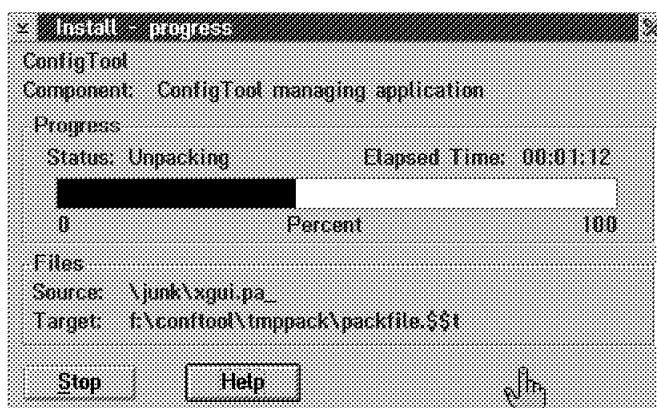 Install - progress
ConfigTool
Component: ConfigTool managing application
Progress
Status: Unpacking Elapsed Time: 00:01:12
0 Percent 100
Files
Source: \junk\xgui.pa_
Target: f:\conftool\tmppack\packfile.$$t
Stop Help